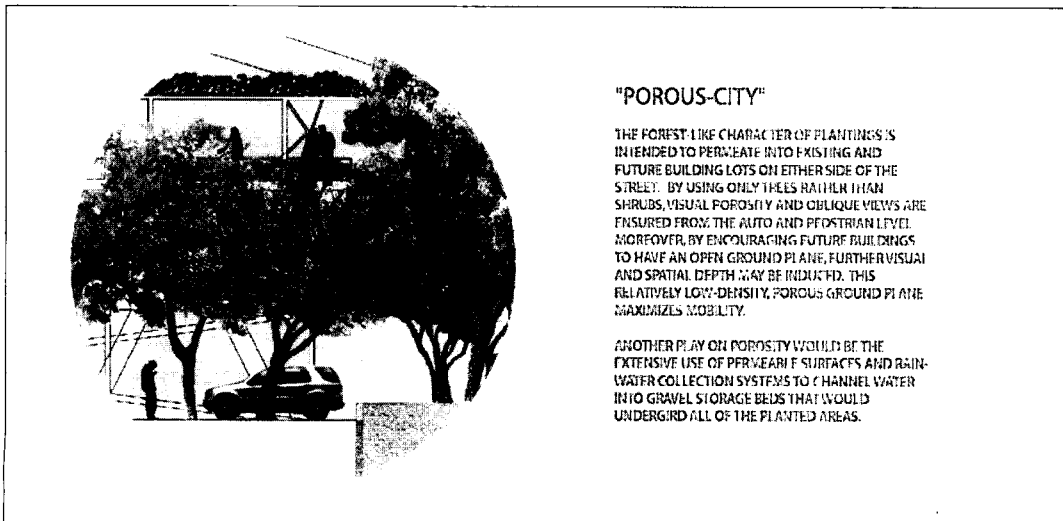 "POROUS-CITY"
THE FOREST-LIKE CHARACTER OF PLANTINGS IS
INTENDED TO PERMEATE INTO EXISTING AND
FUTURE BUILDING LOTS ON EITHER SIDE OF THE
STREET. BY USING ONLY TREES RATHER THAN
SHRUBS, VISUAL POROSITY AND OBLIQUE VIEWS ARE
ENSURED FROM THE AUTO AND PEDSTRIAN LEVEL.
MOREOVER, BY ENCOURAGING FUTURE BUILDINGS
TO HAVE AN OPEN GROUND PLANE, FURTHER VISUAL
AND SPATIAL DEPTH MAY BE INDUCED. THIS
RELATIVELY LOW-DENSITY, POROUS GROUND PLANE
MAXIMIZES MOBILITY.
ANOTHER PLAY ON POROSITY WOULD BE THE
EXTENSIVE USE OF PERMEABLE SURFACES AND RAIN-
WATER COLLECTION SYSTEMS TO CHANNEL WATER
INTO GRAVEL STORAGE BEDS THAT WOULD
UNDERGIRD ALL OF THE PLANTED AREAS.